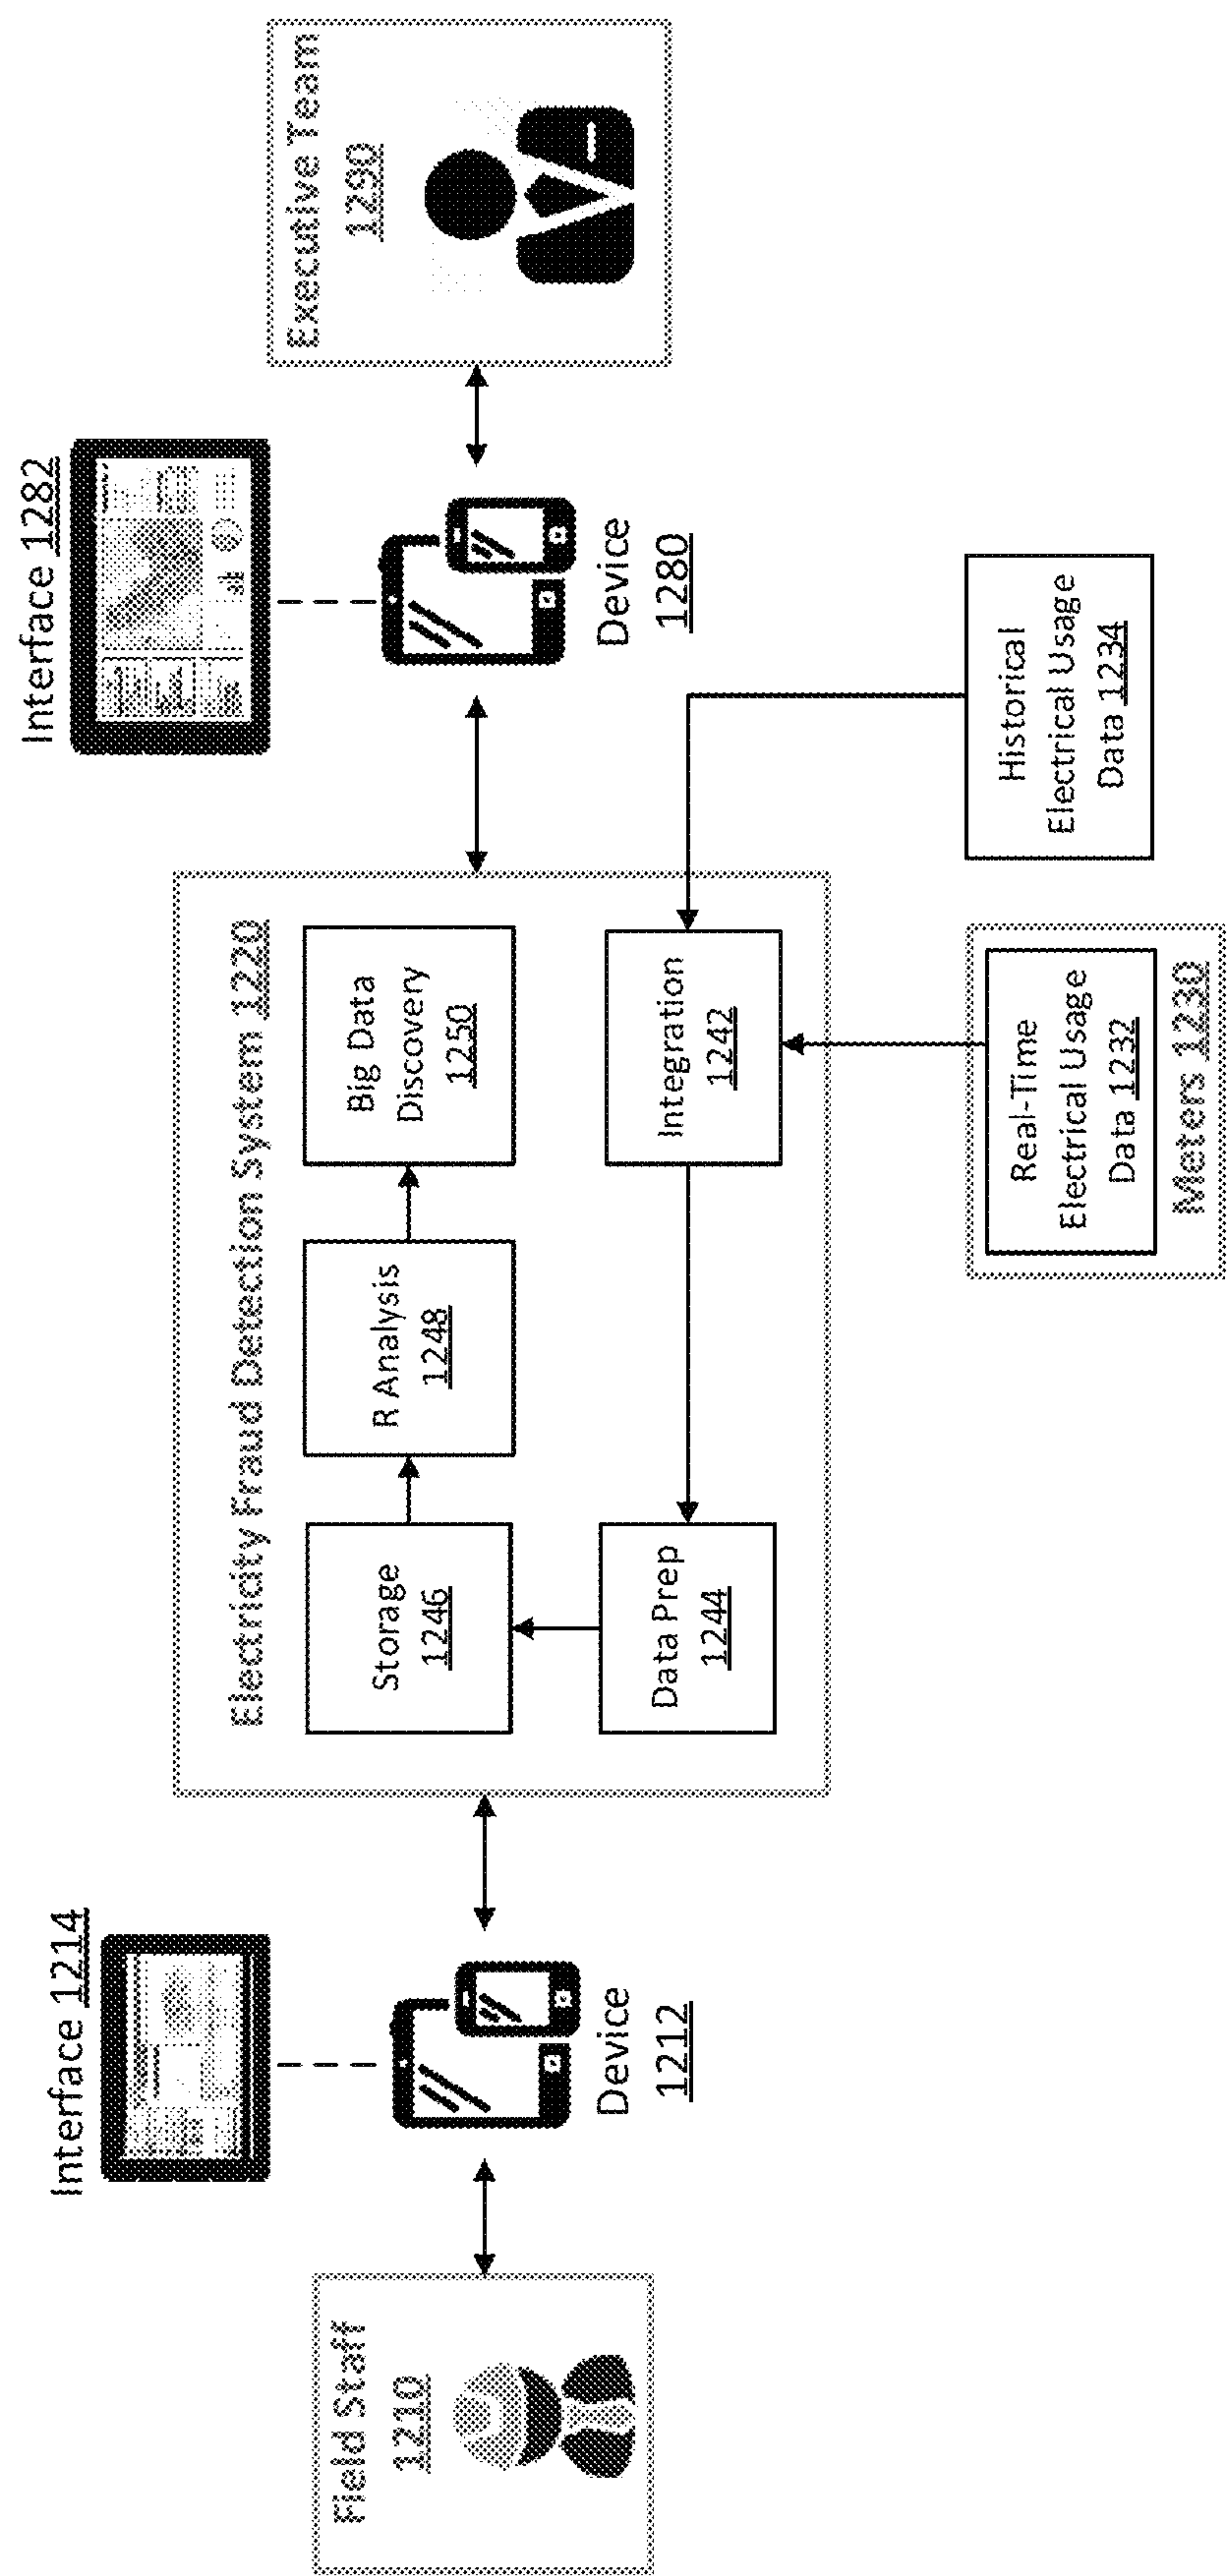 Interface 1214
Interface 1282
Field Staff
1210
Device
1212
Electricity Fraud Detection System 1220
Storage
1246
R Analysis
1248
Big Data
Discovery
1250
Data Prep
1244
Integration
1242
Device
1280
Executive Team
1290
Real-Time
Electrical Usage
Data 1232
Meters 1230
Historical
Electrical Usage
Data 1234